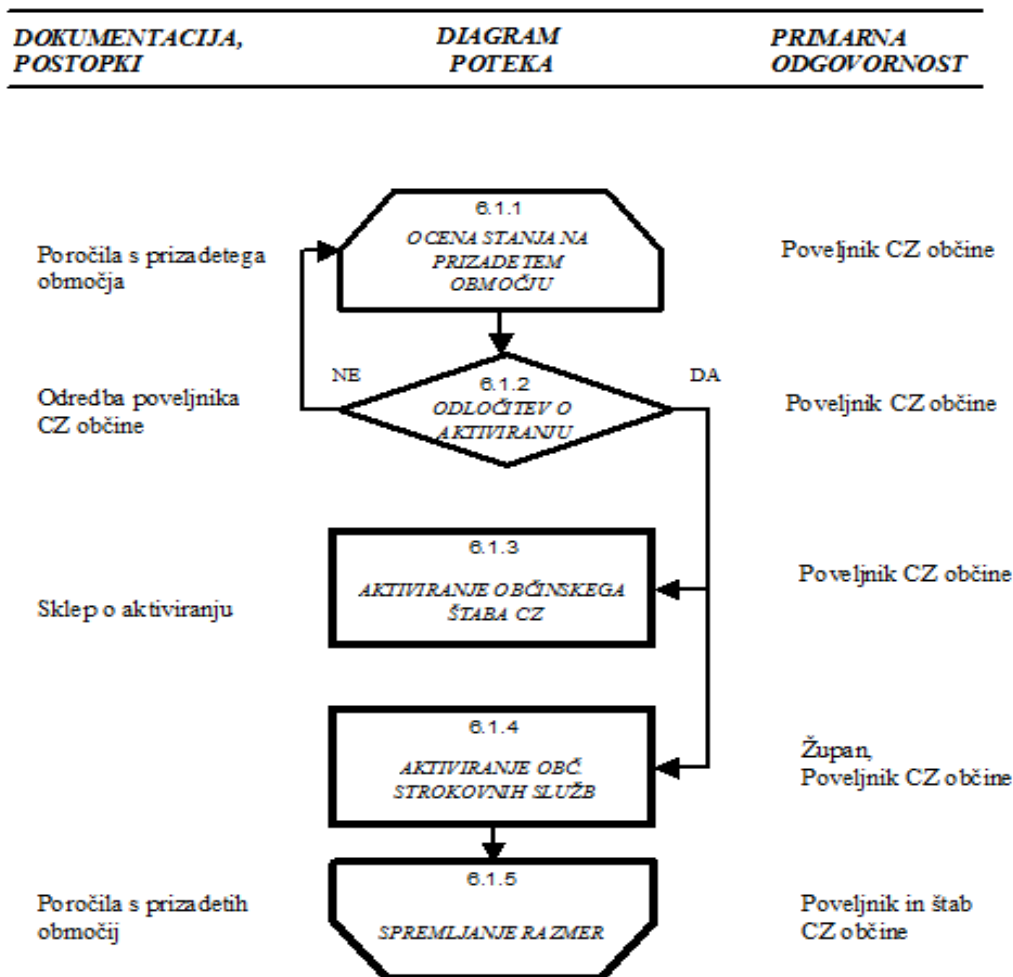 DOKUMENTACIJA,
POSTOPKI
DIAGRAM
POTEKA
PRIMARNA
ODGOVORNOST
Poročila s prizadetega
območja
6.1.1
OCENA STANJA NA
PRIZADETEM
OBMOČJU
Poveljnik CZ občine
NE
DA
Odredba poveljnika
CZ občine
6.1.2
ODLOČITEV O
AKTIVIRANJU
Poveljnik CZ občine
Sklep o aktiviranju
6.1.3
AKTIVIRANJE OBČINSKEGA
ŠTABA CZ
Poveljnik CZ občine
6.1.4
AKTIVIRANJE OBČ.
STROKOVNIH SLUŽB
Župan,
Poveljnik CZ občine
Poročila s prizadetih
območij
6.1.5
SPREMLJANJE RAZMER
Poveljnik in štab
CZ občine